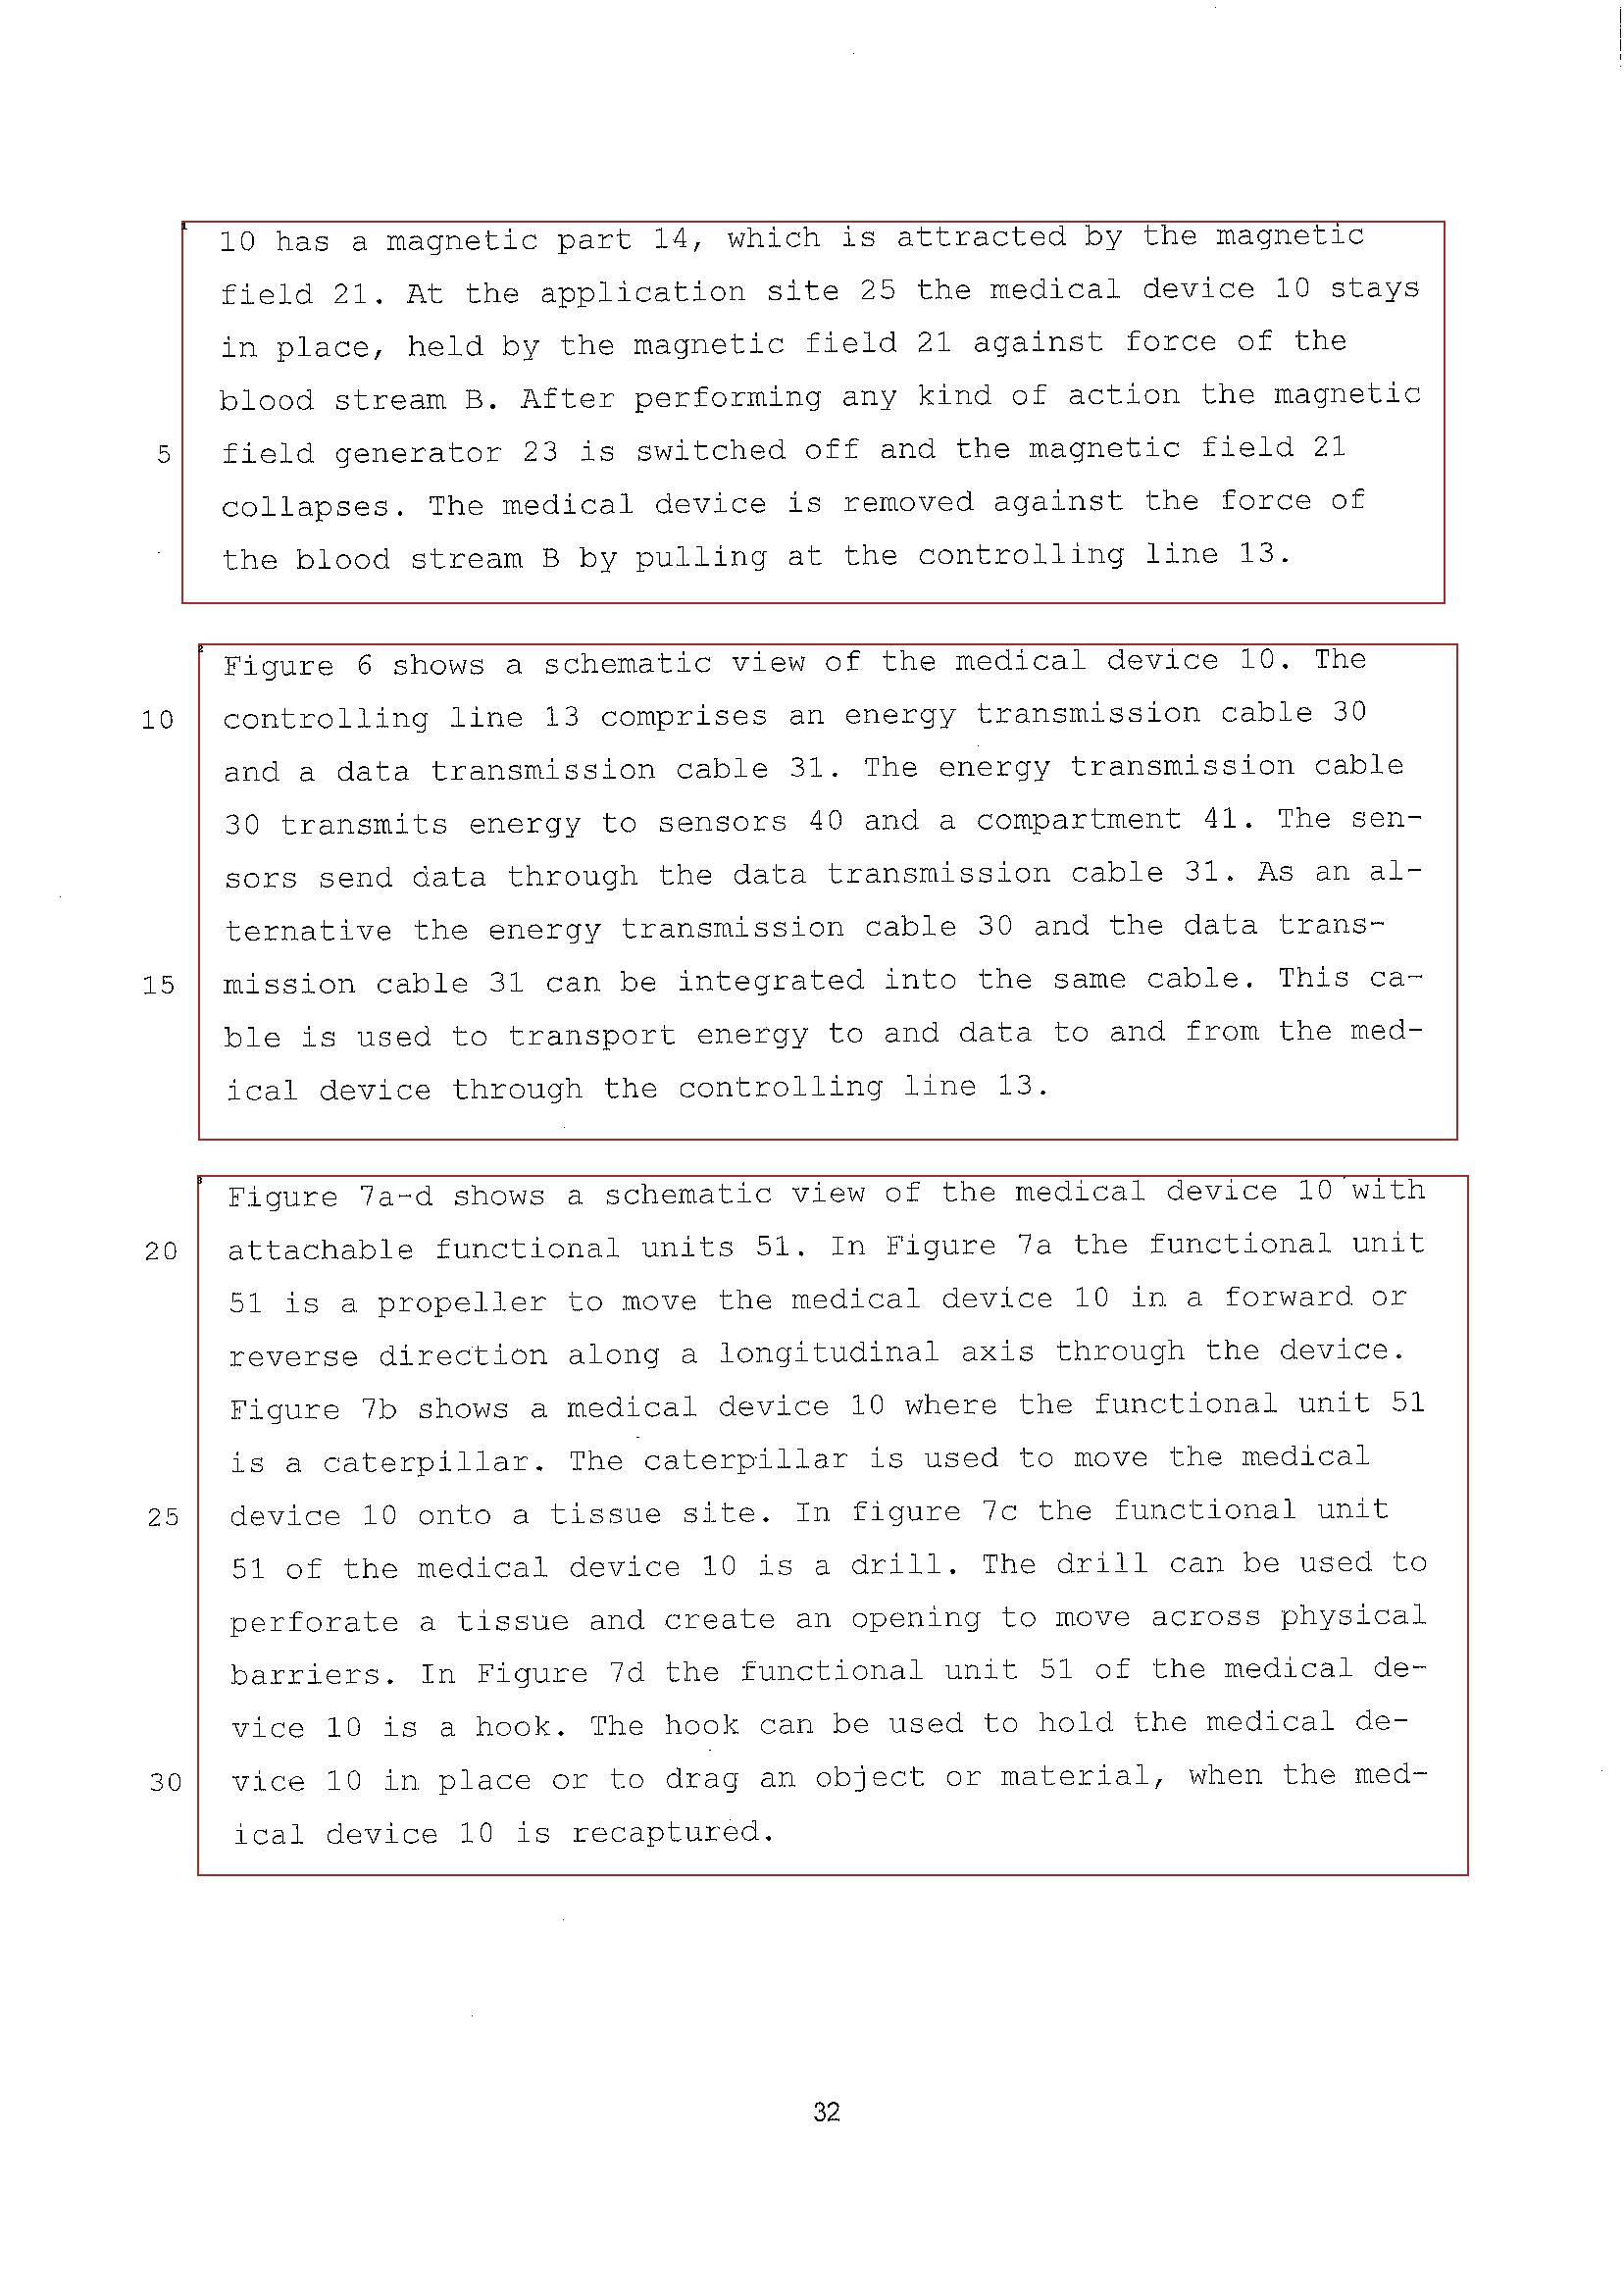 10 has a magnetic part 14, which is attracted by the magnetic
field 21. At the application site 25 the medical device 10 stays
in place, held by the magnetic field 21 against force of the
blood stream B. After performing any kind of action the magnetic
5 field generator 23 is switched off and the magnetic field 21
collapses. The medical device is removed against the force of
the blood stream B by pulling at the controlling line 13.
Figure 6 shows a schematic view of the medical device 10. The
10 controlling line 13 comprises an energy transmission cable 30
and a data transmission cable 31. The energy transmission cable
30 transmits energy to sensors 40 and a compartment 41. The sen-
sors send data through the data transmission cable 31. As an al-
ternative the energy transmission cable 30 and the data trans-
15 mission cable 31 can be integrated into the same cable. This ca-
ble is used to transport energy to and data to and from the med-
ical device through the controlling line 13.
Figure 7a-d shows a schematic view of the medical device 10 with
20 attachable functional units 51. In Figure 7a the functional unit
51 is a propeller to move the medical device 10 in a forward or
reverse direction along a longitudinal axis through the device.
Figure 7b shows a medical device 10 where the functional unit 51
is a caterpillar. The caterpillar is used to move the medical
25 device 10 onto a tissue site. In figure 7c the functional unit
51 of the medical device 10 is a drill. The drill can be used to
perforate a tissue and create an opening to move across physical
barriers. In Figure 7d the functional unit 51 of the medical de-
vice 10 is a hook. The hook can be used to hold the medical de-
30 vice 10 in place or to drag an object or material, when the med-
ical device 10 is recaptured.
32